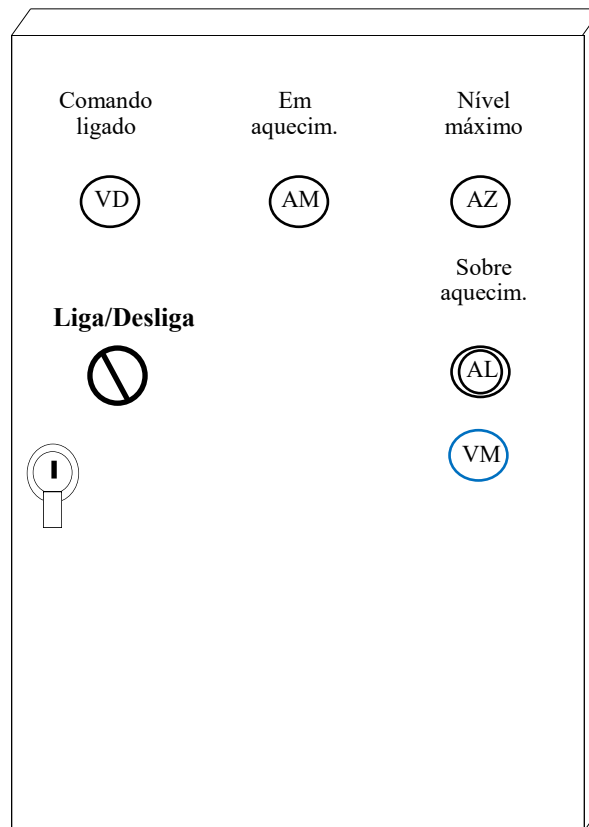 Comando
ligado
Em
aquecim.
Nível
máximo
VD
AM
AZ
Sobre
aquecim.
Liga/Desliga
AL
VM